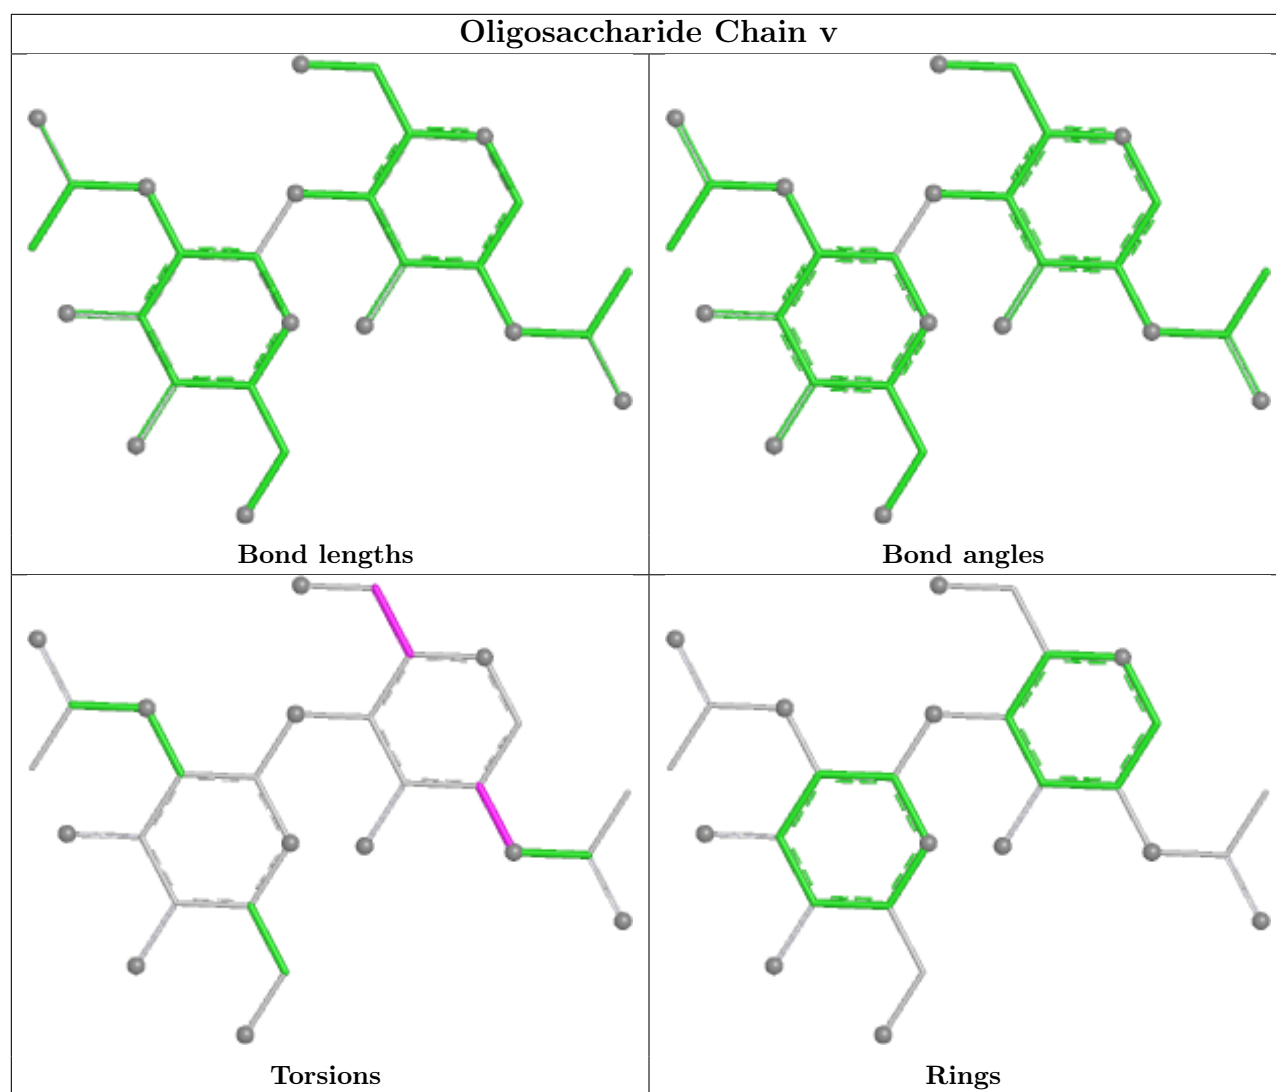 Oligosaccharide Chain v
Bond lengths
Bond angles
Torsions
Rings